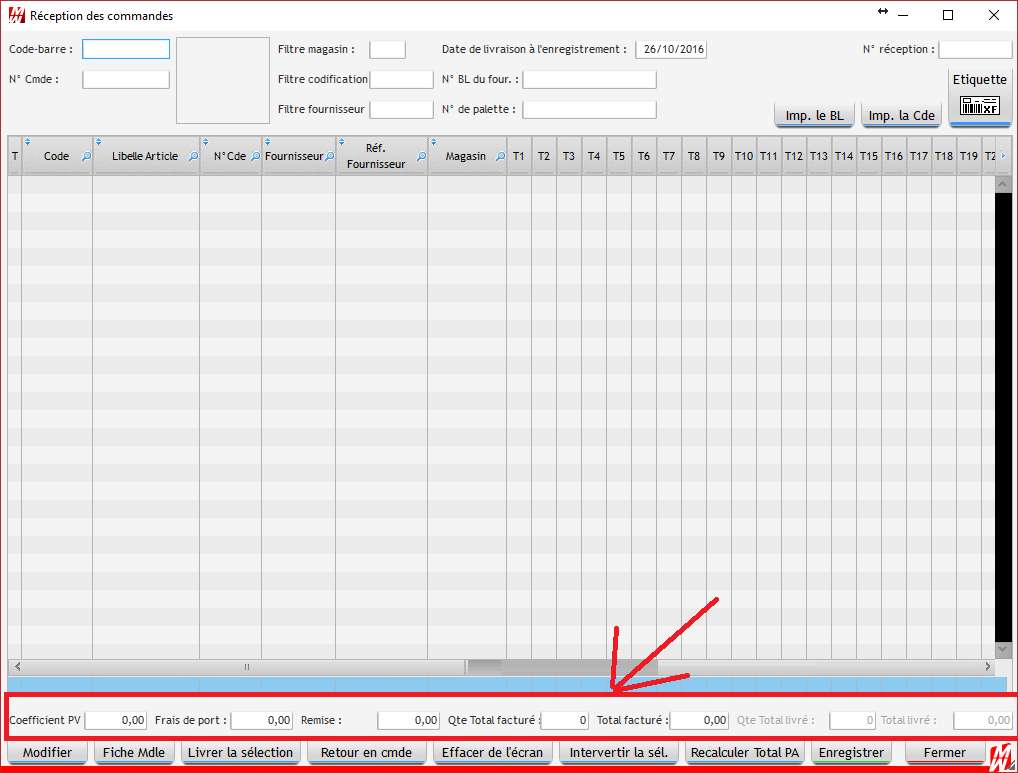 Réception des commandes
Code-barre :
Filtre magasin :
Date de livraison à l'enregistrement : 26/10/2016
N° réception :
N° Cmde :
Filtre codification
N° BL du four. :
Etiquette
Filtre fournisseur
N° de palette :
Imp. le BL
Imp. la Cde
XF
T Code Libelle Article N°Cde Fournisseur Réf. Fournisseur Magasin T1 T2 T3 T4 T5 T6 T7 T8 T9 T10 T11 T12 T13 T14 T15 T16 T17 T18 T19 T2
Coefficient PV 0,00 Frais de port : 0,00 Remise : 0,00 Qte Total facturé : 0 Total facturé : 0,00 Qte Total livré : 0 Total livré : 0,00
Modifier Fiche Mdle Livrer la sélection Retour en cmde Effacer de l'écran Intervertir la sél. Recalculer Total PA Enregistrer Fermer